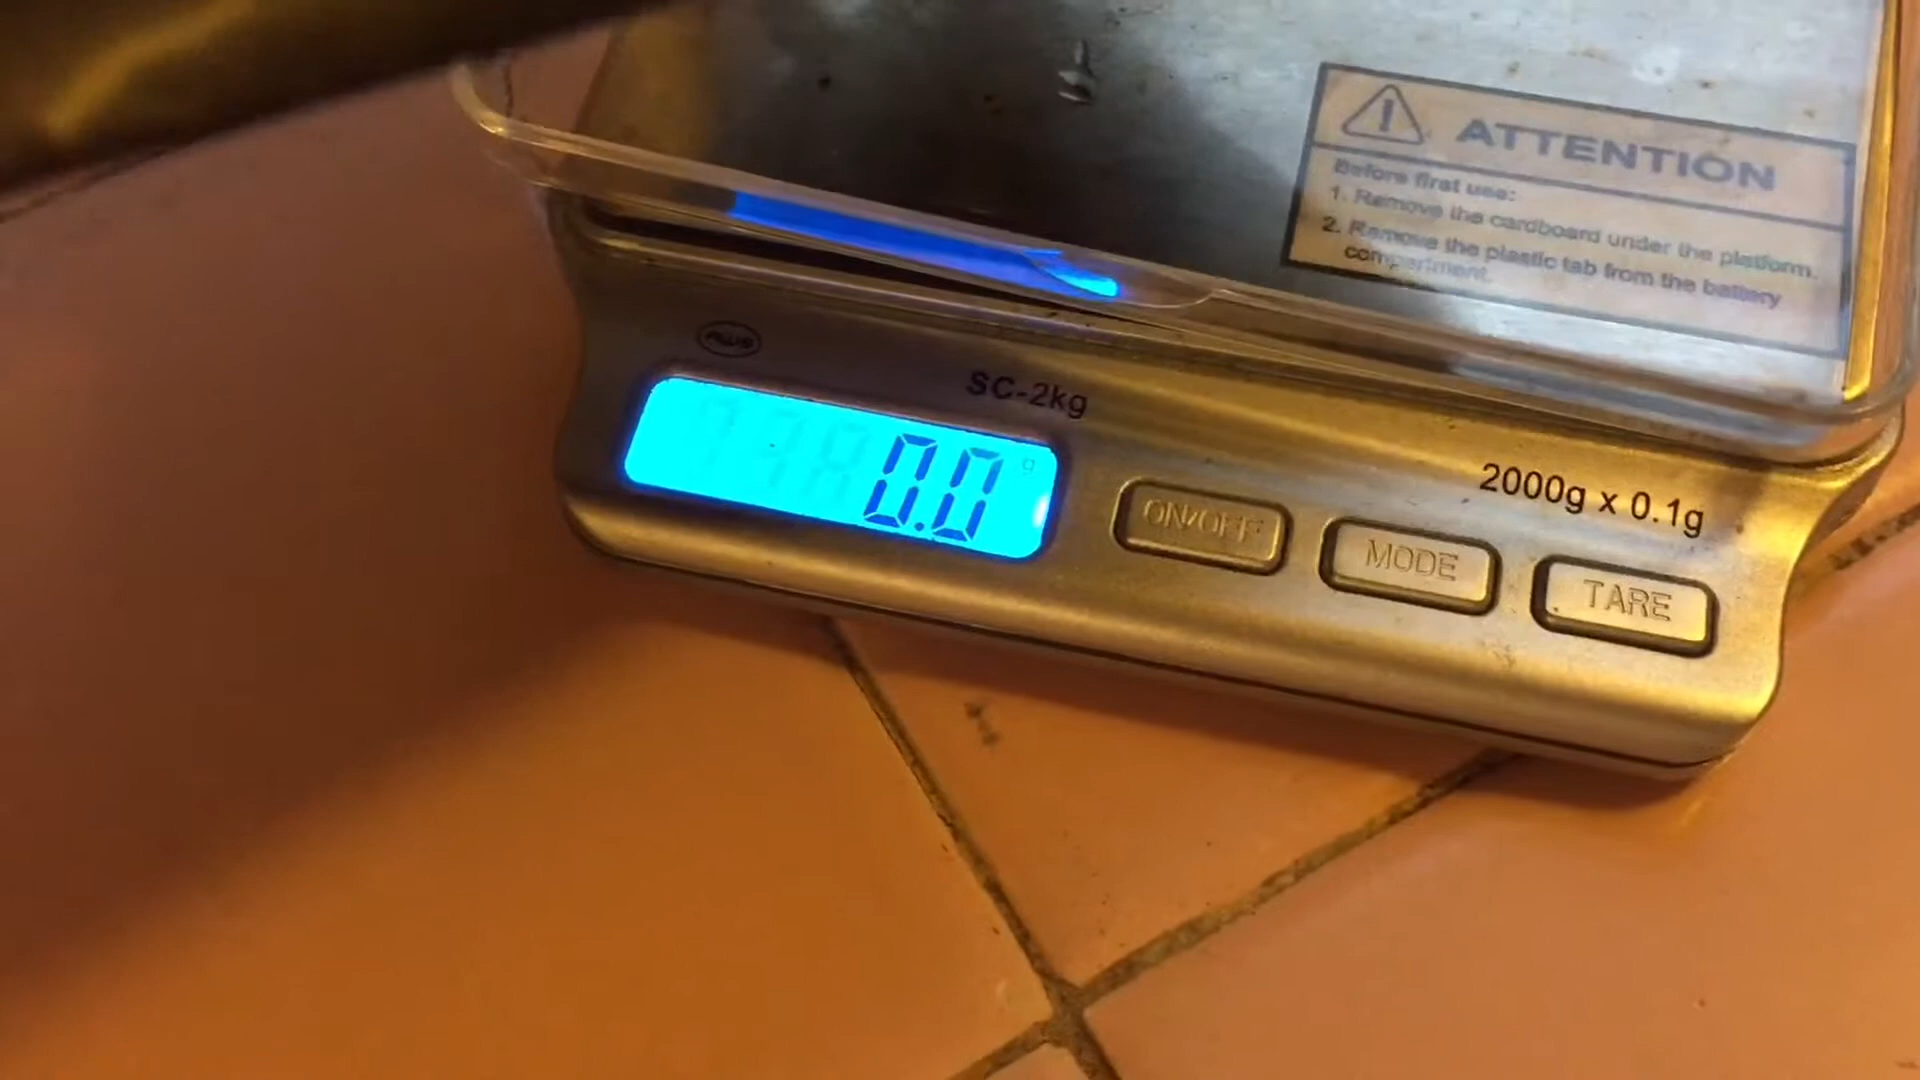 ATTENTION
Before first use:
1. Remove the cardboard under the platform.
2. Remove the plastic tab from the battery
compartment.
AWS
SC-2kg
0.0 g
2000g x 0.1g
ON/OFF
MODE
TARE